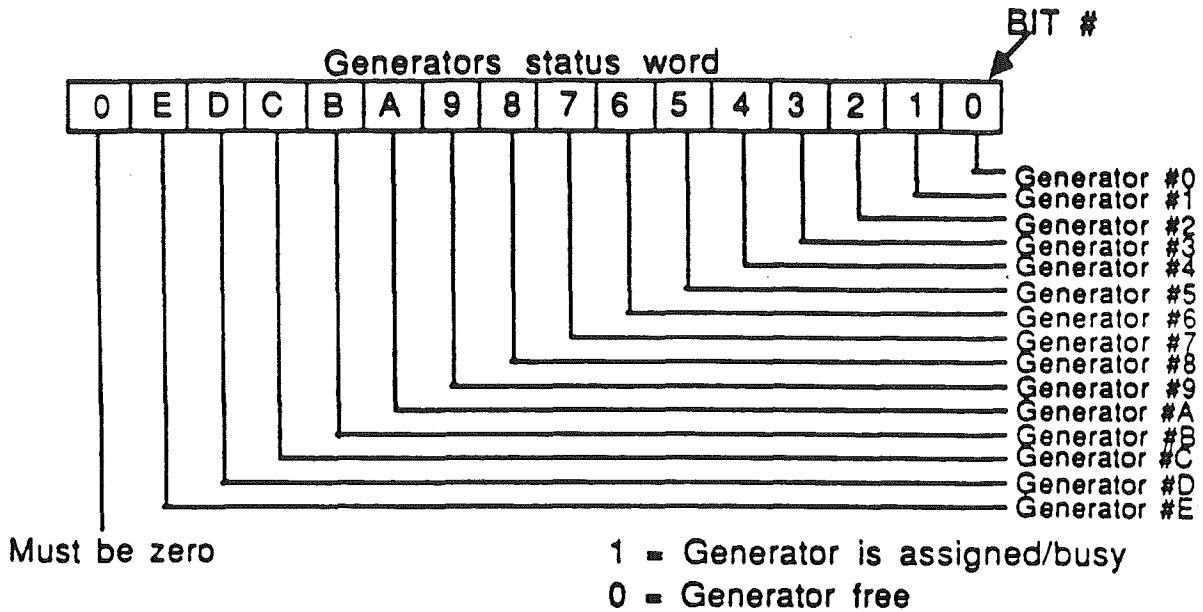 BIT #
Generators status word
0 E D C B A 9 8 7 6 5 4 3 2 1 0
Generator #0
Generator #1
Generator #2
Generator #3
Generator #4
Generator #5
Generator #6
Generator #7
Generator #8
Generator #9
Generator #A
Generator #B
Generator #C
Generator #D
Generator #E
Must be zero
1 = Generator is assigned/busy
0 = Generator free